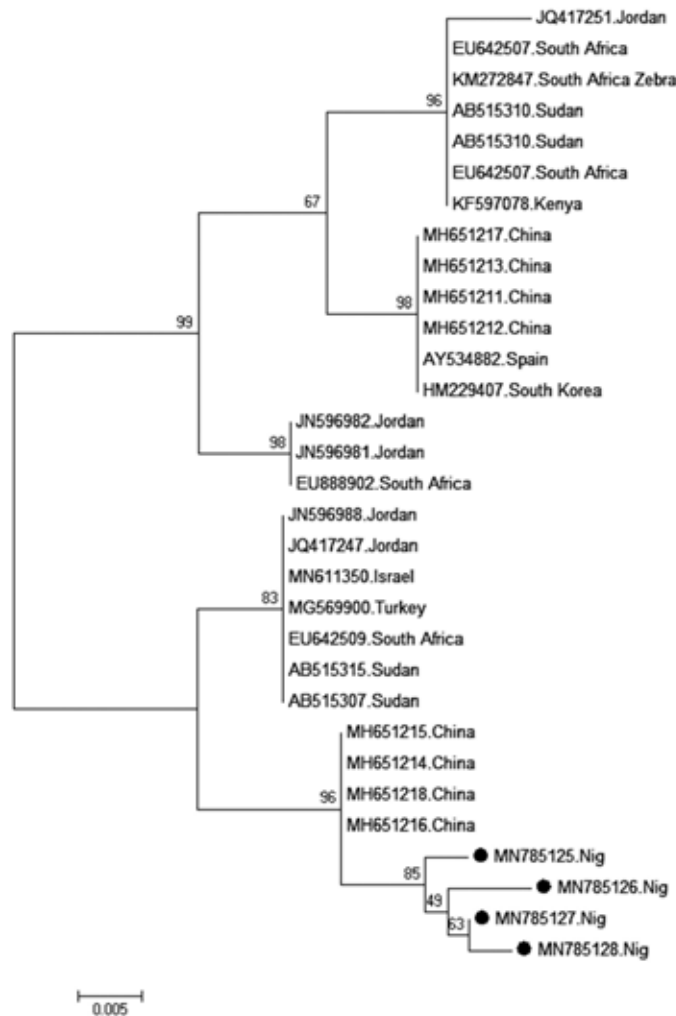 JQ417251.Jordan
EU642507.South Africa
KM272847.South Africa Zebra
96
AB515310.Sudan
AB515310.Sudan
EU642507.South Africa
67
KF597078.Kenya
MH651217.China
MH651213.China
MH651211.China
98
MH651212.China
99
AY534882.Spain
HM229407.South Korea
JN596982.Jordan
98
JN596981.Jordan
EU888902.South Africa
JN596988.Jordan
JQ417247.Jordan
MN611350.Israel
83
MG569900.Turkey
EU642509.South Africa
AB515315.Sudan
AB515307.Sudan
MH651215.China
MH651214.China
MH651218.China
96
MH651216.China
MN785125.Nig
85
MN785126.Nig
49
MN785127.Nig
63
MN785128.Nig
0.005